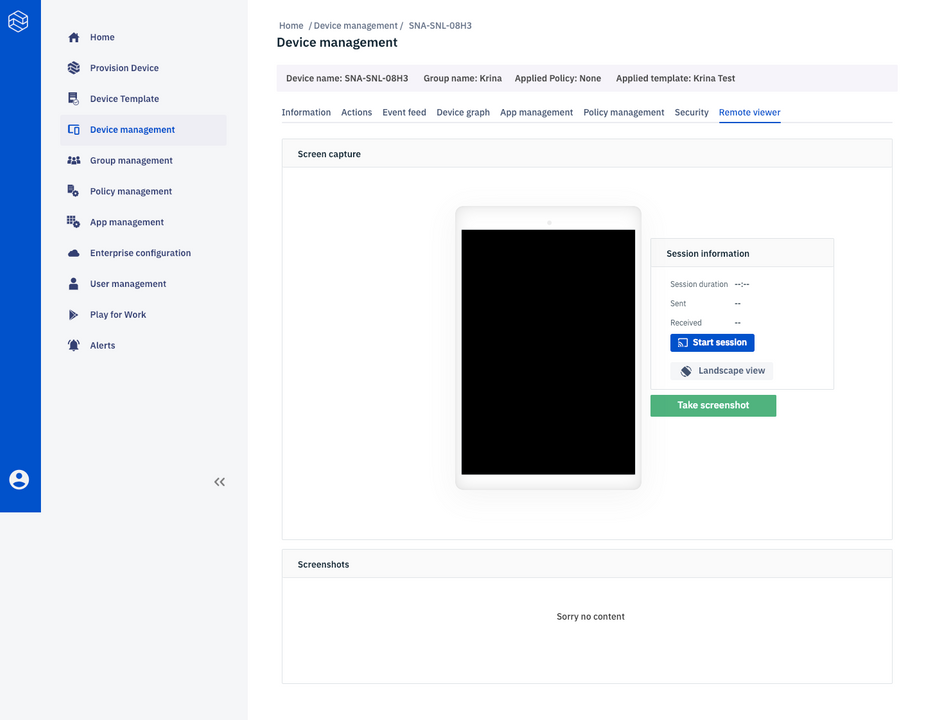 Home / Device management / SNA-SNL-08H3
Device management
Device name: SNA-SNL-08H3 Group name: Krina Applied Policy: None Applied template: Krina Test
Home
Provision Device
Device Template
Device management
Group management
Policy management
App management
Enterprise configuration
User management
Play for Work
Alerts
Information Actions Event feed Device graph App management Policy management Security Remote viewer
Screen capture
Session information
Session duration --:--
Sent --
Received --
Start session
Landscape view
Take screenshot
Screenshots
Sorry no content